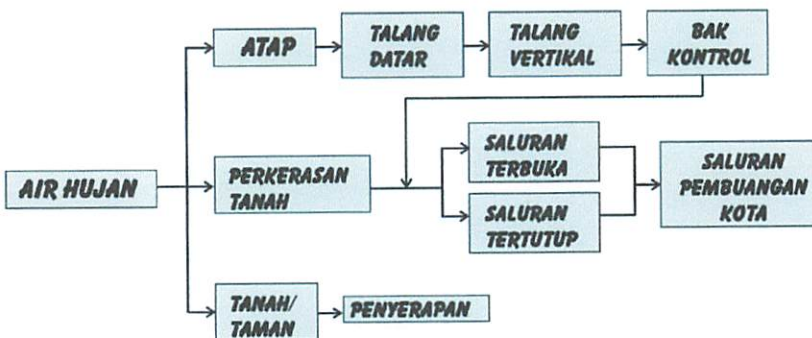 ATAP
TALANG
DATAR
TALANG
VERTIKAL
BAK
KONTROL
AIR HUJAN
PERKERASAN
TANAH
SALURAN
TERBUKA
SALURAN
TERTUTUP
SALURAN
PEMBUANGAN
KOTA
TANAH/
TAMAN
PENYERAPAN